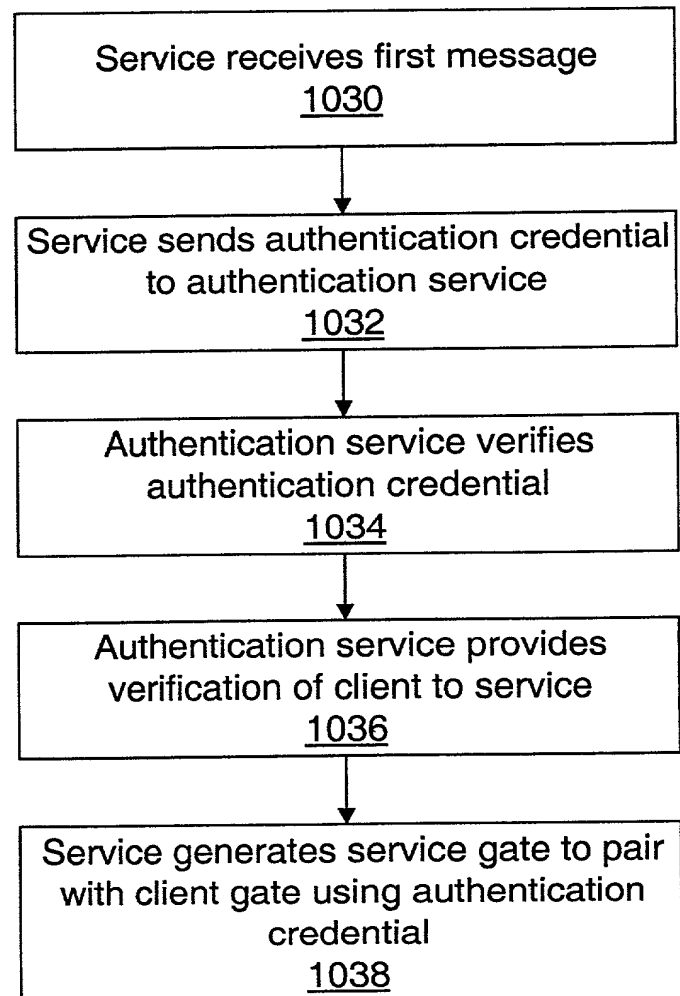 Service receives first message
1030
Service sends authentication credential
to authentication service
1032
Authentication service verifies
authentication credential
1034
Authentication service provides
verification of client to service
1036
Service generates service gate to pair
with client gate using authentication
credential
1038